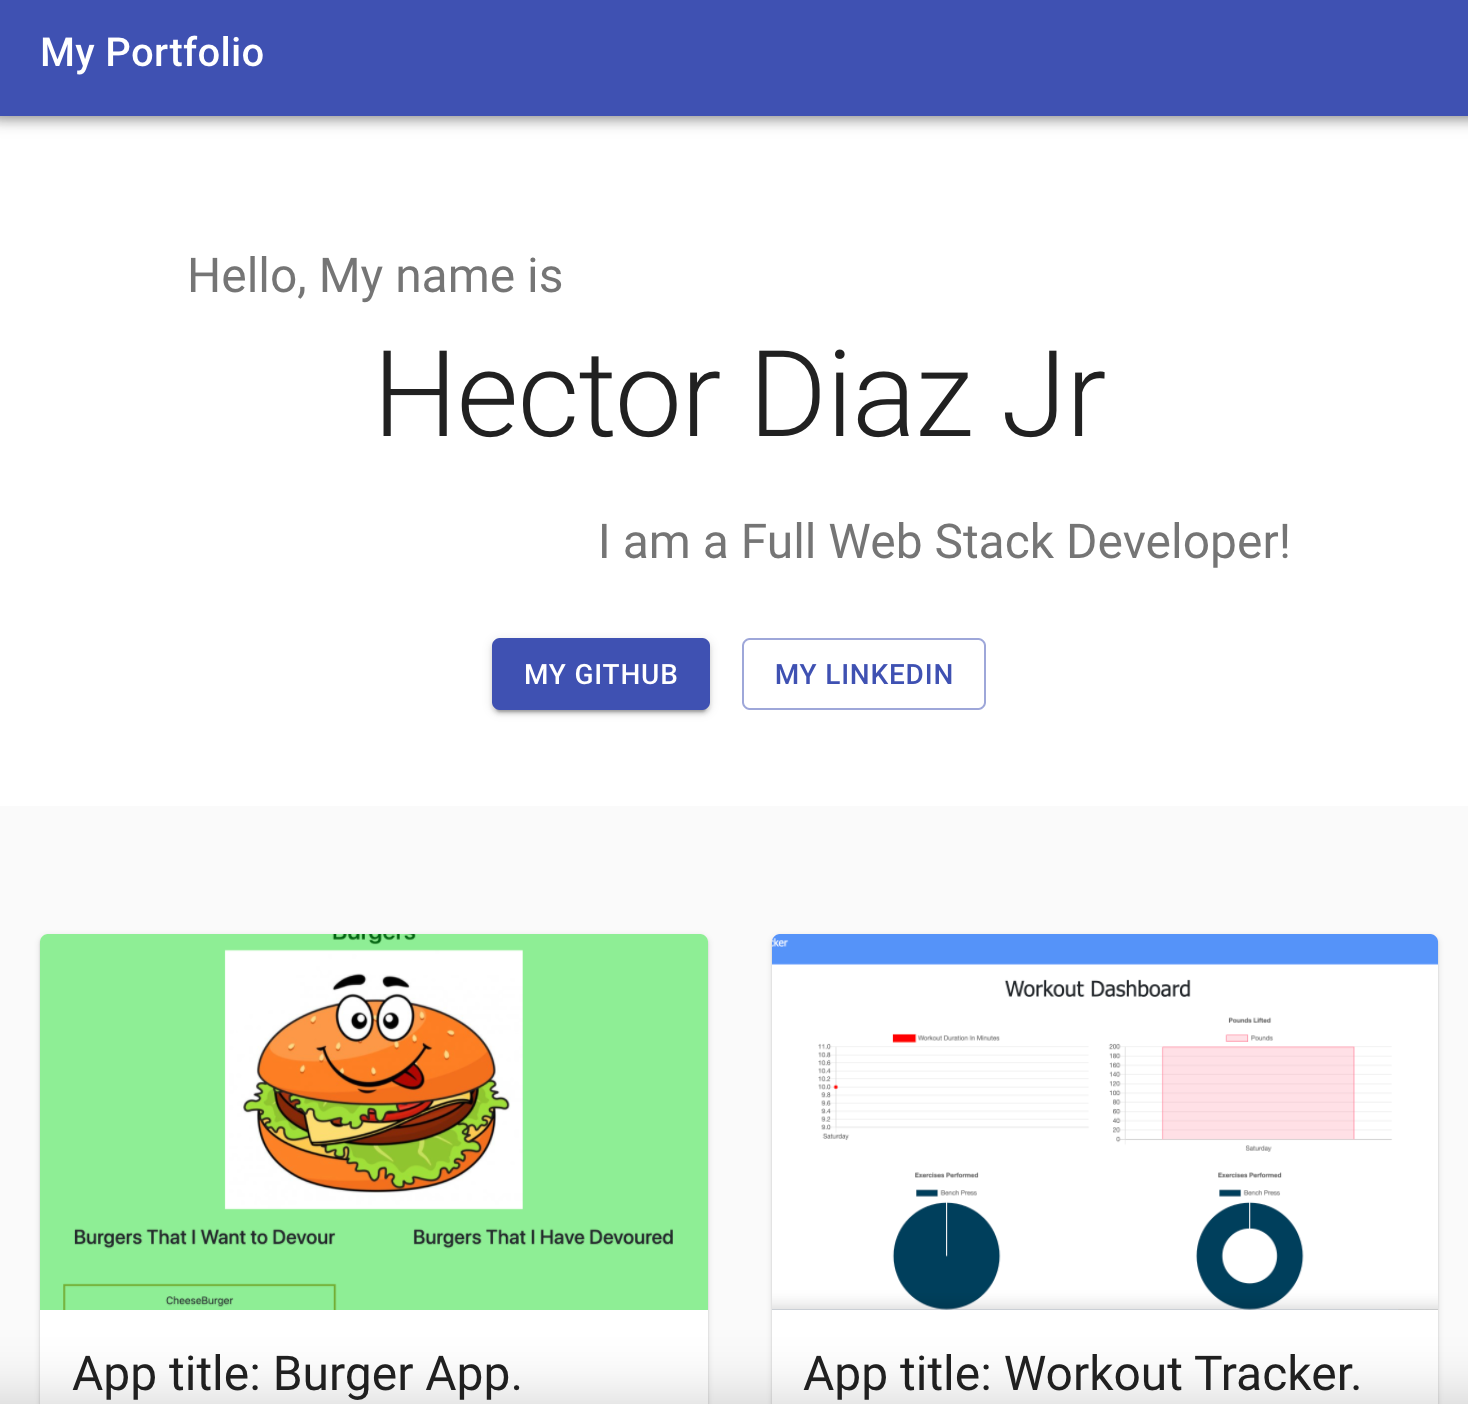 My Portfolio
Hello, My name is
Hector Diaz Jr
I am a Full Web Stack Developer!
MY GITHUB
MY LINKEDIN
Burgers
Burgers That I Want to Devour
Burgers That I Have Devoured
CheeseBurger
App title: Burger App.
cker
Workout Dashboard
Workout Duration In Minutes
11.0
10.8
10.6
10.4
10.2
10.0
9.8
9.6
9.4
9.2
9.0
Saturday
Pounds Lifted
Pounds
200
180
160
140
120
100
80
60
40
20
0
Saturday
Exercises Performed
Bench Press
Exercises Performed
Bench Press
App title: Workout Tracker.